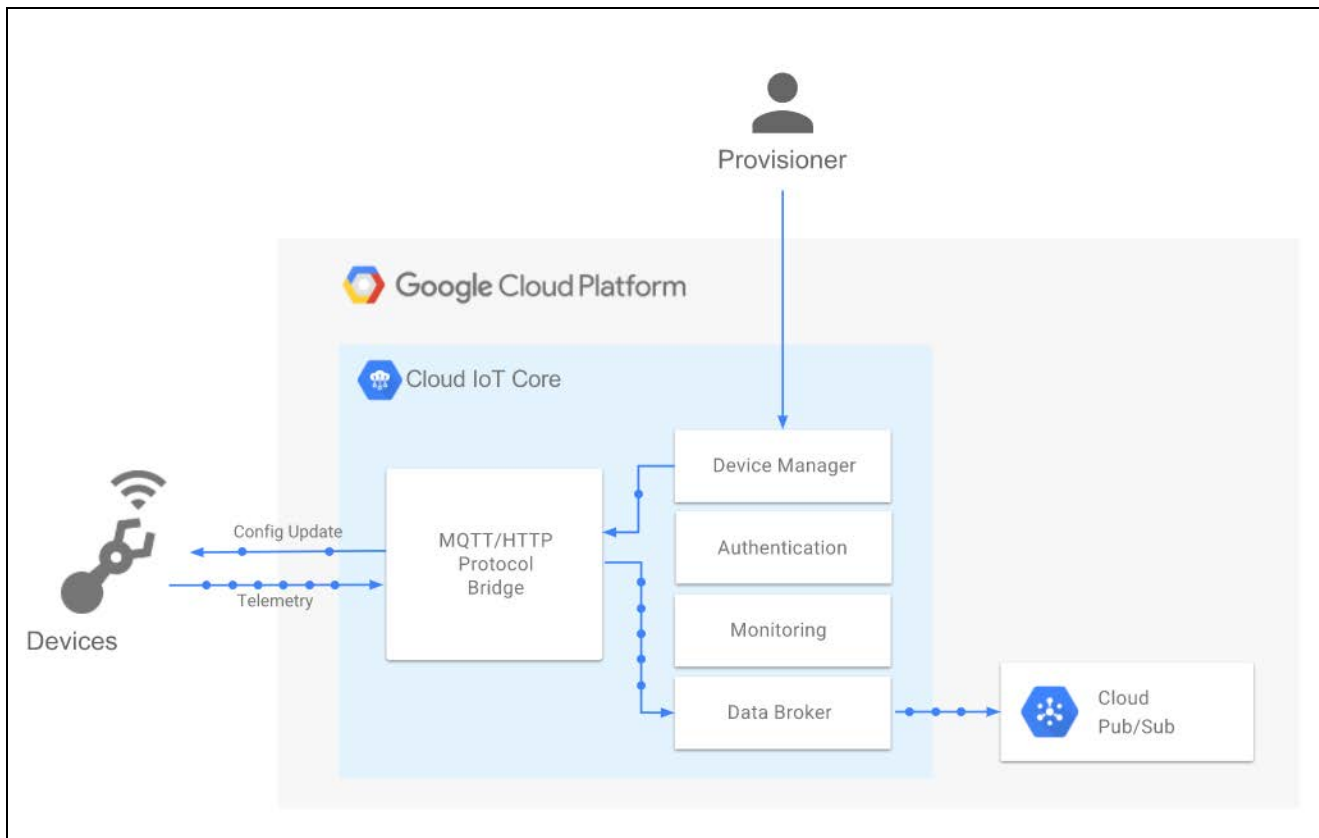 Provisioner
Google Cloud Platform
Cloud IoT Core
Device Manager
Config Update
MQTT/HTTP
Protocol
Bridge
Authentication
Telemetry
Devices
Monitoring
Data Broker
Cloud
Pub/Sub